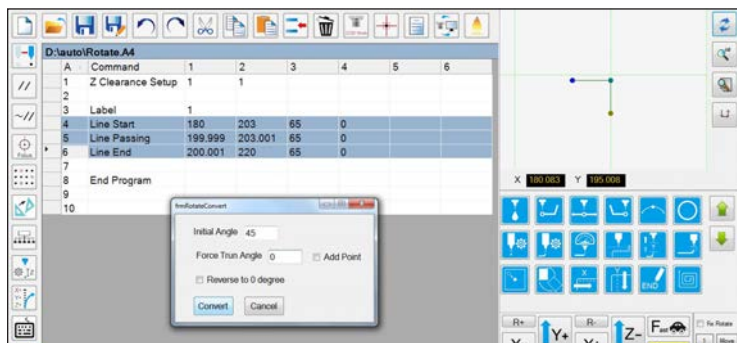 D:\auto\Rotate.A4
A Command 1 2 3 4 5 6
1 Z Clearance Setup 1 1
2
3 Label 1
4 Line Start 180 203 65 0
5 Line Passing 199.999 203.001 65 0
6 Line End 200.001 220 65 0
7
8 End Program
9
10
frmRotateConvert
Initial Angle 45
Force Trun Angle 0 Add Point
Reverse to 0 degree
Convert Cancel
X 180.083 Y 195.008
END
R+ R- Fast Fix Rotate
Y+ Z- Move